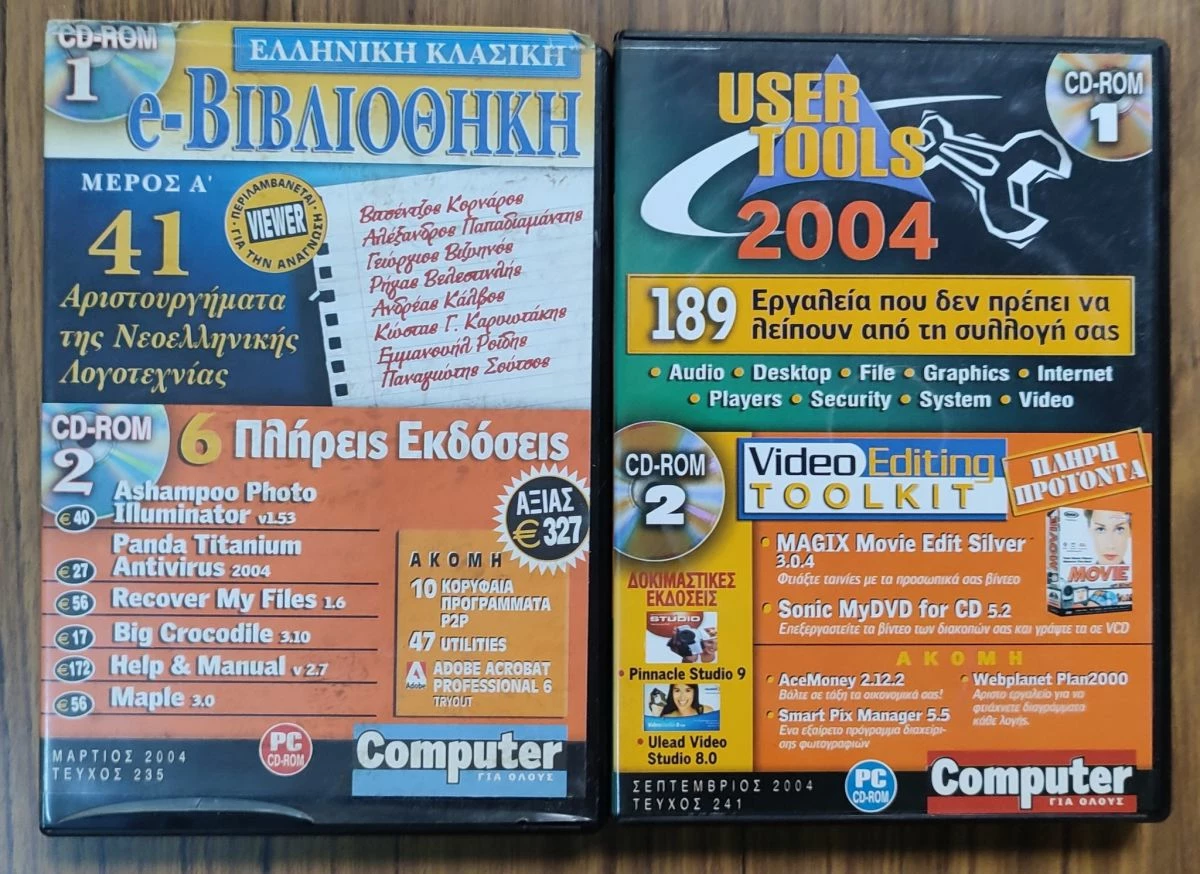 CD-ROM
1
ΕΛΛΗΝΙΚΗ ΚΛΑΣΙΚΗ
e-ΒΙΒΛΙΟΘΗΚΗ
ΜΕΡΟΣ Α'
41
Αριστουργήματα
της Νεοελληνικής
Λογοτεχνίας
ΠΕΡΙΛΑΜΒΑΝΕΤΑΙ
VIEWER
ΓΙΑ ΤΗΝ ΑΝΑΓΝΩΣΗ
Βιτσέντζος Κορνάρος
Αλέξανδρος Παπαδιαμάντης
Γεώργιος Βιζυηνός
Ρήγας Βελεστινλής
Ανδρέας Κάλβος
Κώστας Γ. Καρυωτάκης
Εμμανουήλ Ροΐδης
Παναγιώτης Σούτσος
CD-ROM
2
6 Πλήρεις Εκδόσεις
ΑΞΙΑΣ
€ 327
Ashampoo Photo
€ 40 Illuminator v1.53
Panda Titanium
€ 27 Antivirus 2004
€ 56 Recover My Files 1.6
€ 17 Big Crocodile 3.10
€172 Help & Manual v 2.7
€ 56 Maple 3.0
ΑΚΟΜΗ
10 ΚΟΡΥΦΑΙΑ
ΠΡΟΓΡΑΜΜΑΤΑ
P2P
47 UTILITIES
Adobe
ADOBE ACROBAT
PROFESSIONAL 6
TRYOUT
ΜΑΡΤΙΟΣ 2004
ΤΕΥΧΟΣ 235
PC
CD-ROM
Computer
ΓΙΑ ΟΛΟΥΣ
USER
TOOLS
2004
CD-ROM
1
189 Εργαλεία που δεν πρέπει να
λείπουν από τη συλλογή σας
• Audio • Desktop • File • Graphics • Internet
• Players • Security • System • Video
CD-ROM
2
Video Editing
TOOLKIT
ΠΛΗΡΗ
ΠΡΟΪΟΝΤΑ
• MAGIX Movie Edit Silver
3.0.4
Φτιάξτε ταινίες με τα προσωπικά σας βίντεο
• Sonic MyDVD for CD 5.2
Επεξεργαστείτε τα βίντεο των διακοπών σας και γράψτε τα σε VCD
MOVIE
ΔΟΚΙΜΑΣΤΙΚΕΣ
ΕΚΔΟΣΕΙΣ
STUDIO
• Pinnacle Studio 9
• Ulead Video
Studio 8.0
ΑΚΟΜΗ
• AceMoney 2.12.2
Βάλτε σε τάξη τα οικονομικά σας!
• Smart Pix Manager 5.5
Ένα εξαίρετο πρόγραμμα διαχείρι-
σης φωτογραφιών
• Webplanet Plan2000
Άριστο εργαλείο για να
φτιάχνετε διαγράμματα
κάθε λογής.
ΣΕΠΤΕΜΒΡΙΟΣ 2004
ΤΕΥΧΟΣ 241
PC
CD-ROM
Computer
ΓΙΑ ΟΛΟΥΣ